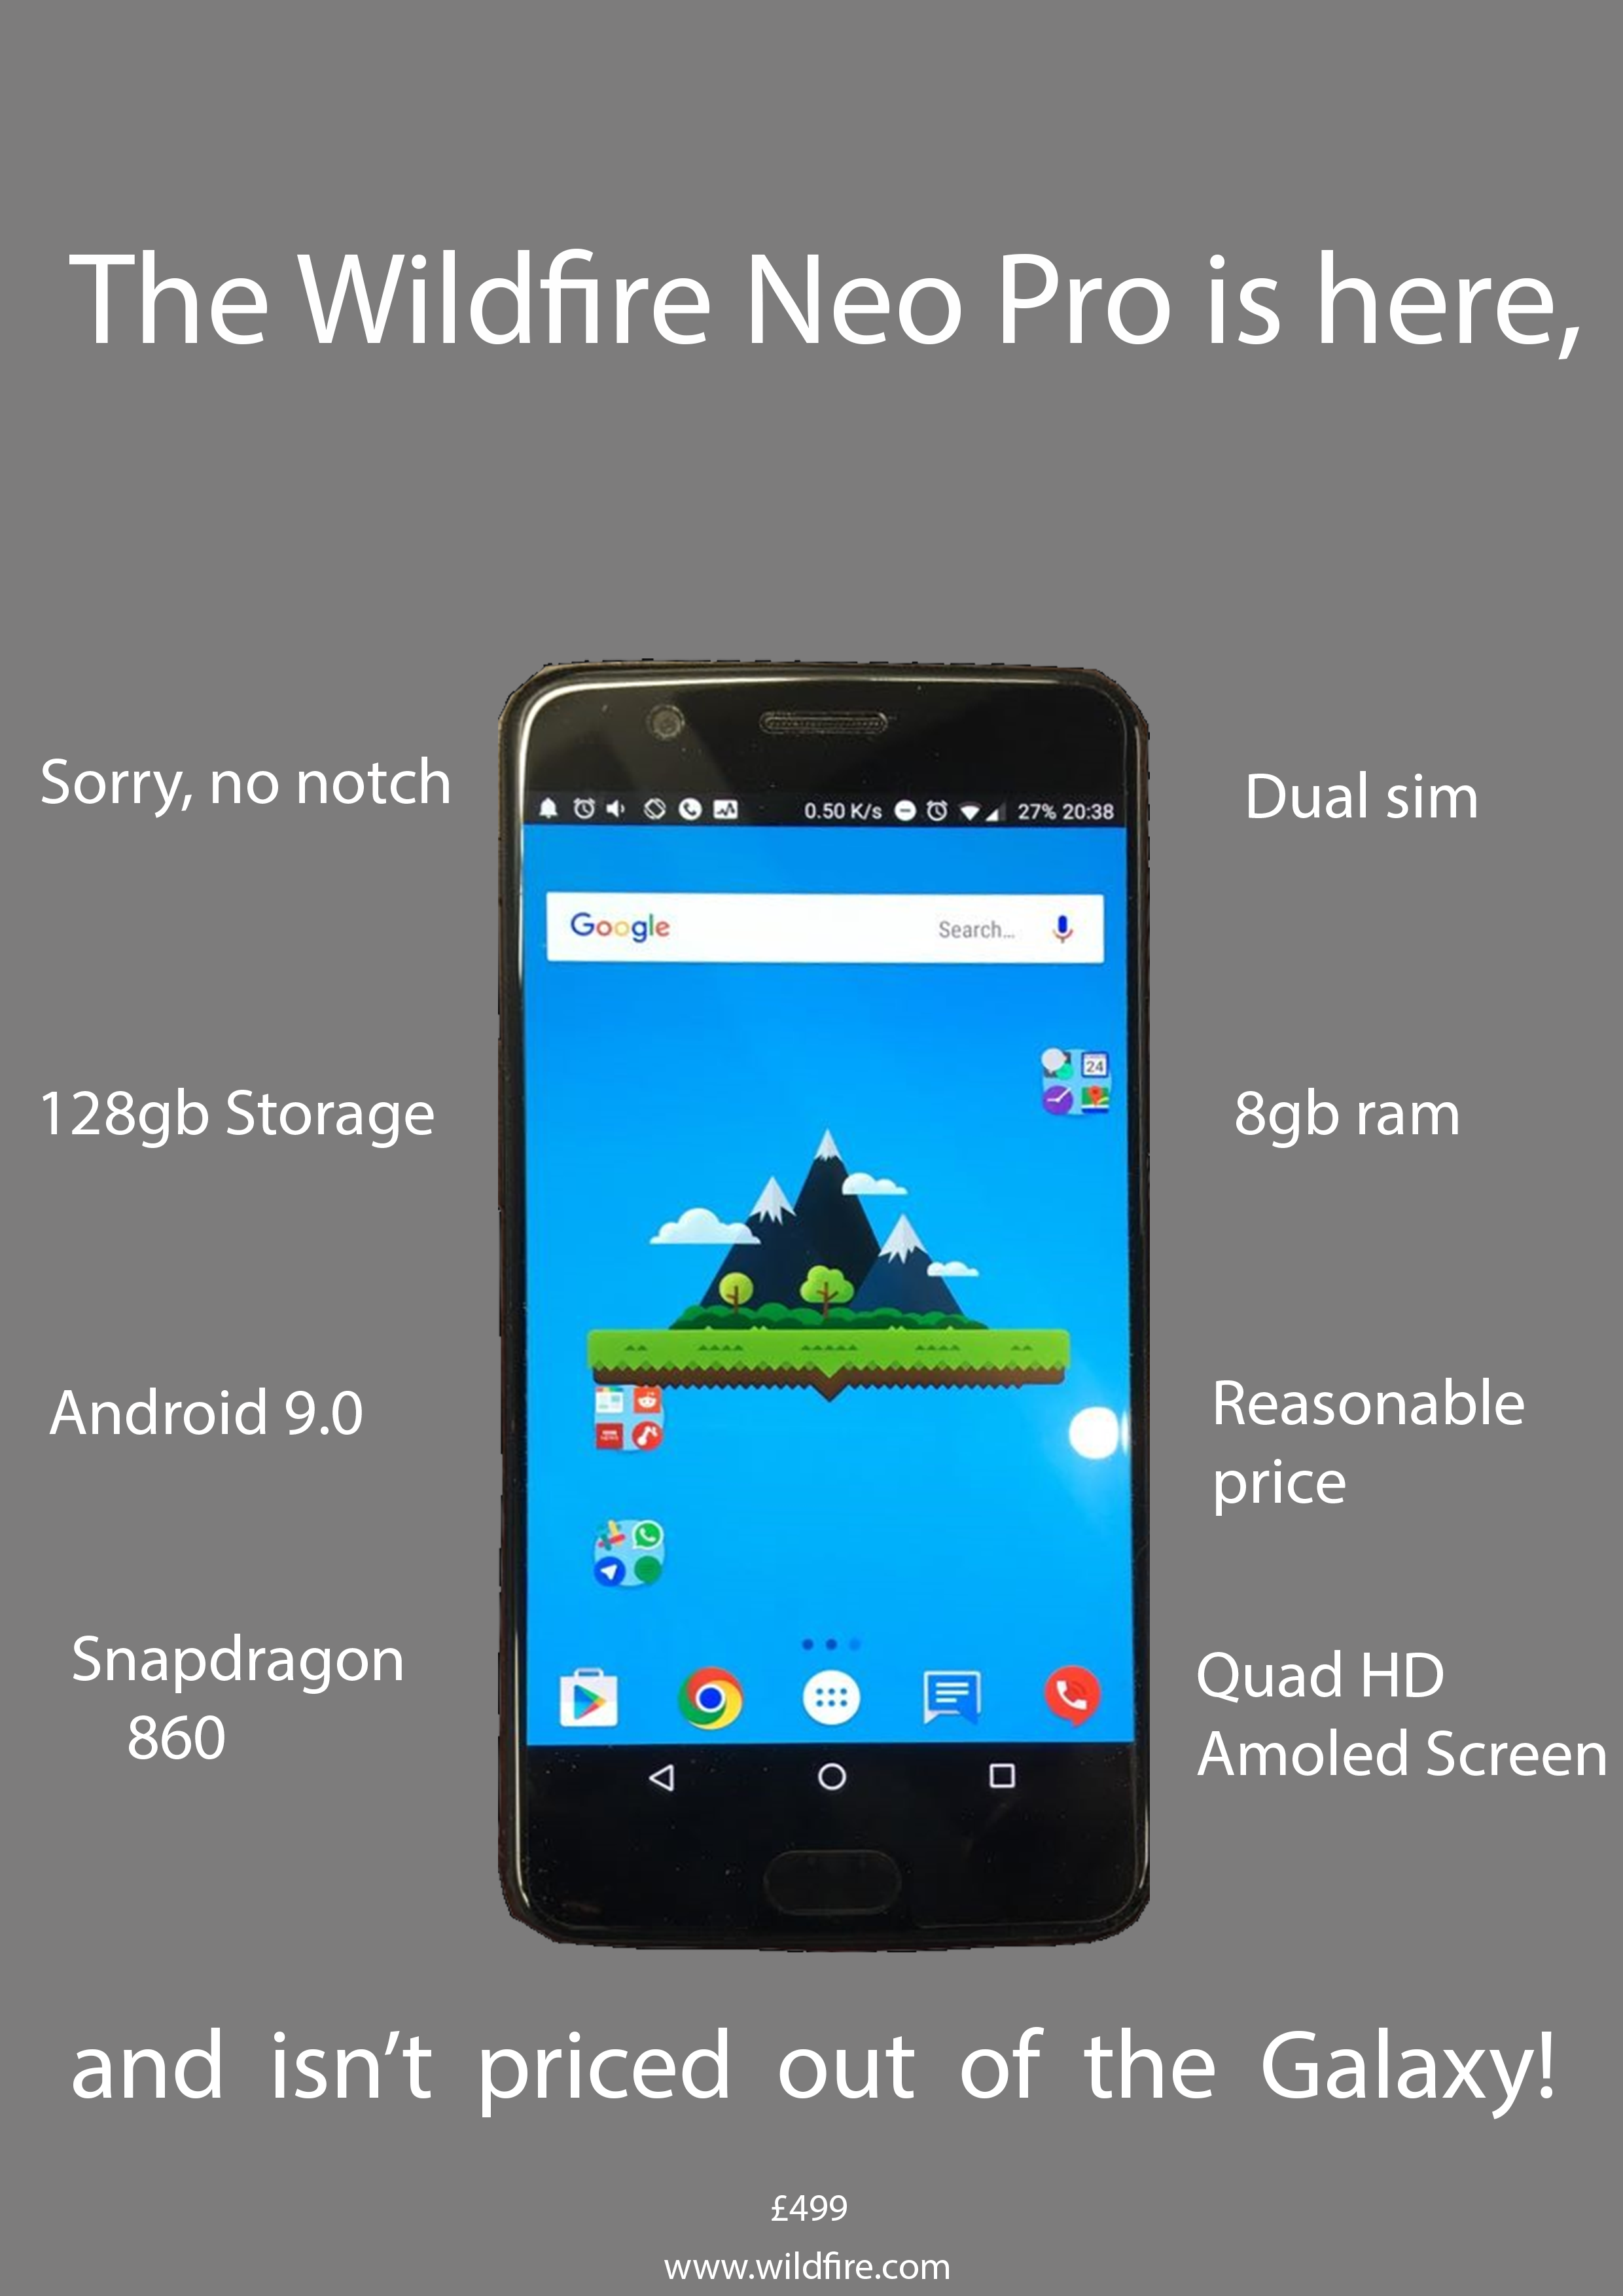 The Wildfire Neo Pro is here,
Sorry, no notch
Dual sim
0.50 K/s 27% 20:38
Google Search...
24
128gb Storage
8gb ram
Android 9.0
Reasonable
price
Snapdragon
860
Quad HD
Amoled Screen
and isn't priced out of the Galaxy!
£499
www.wildfire.com